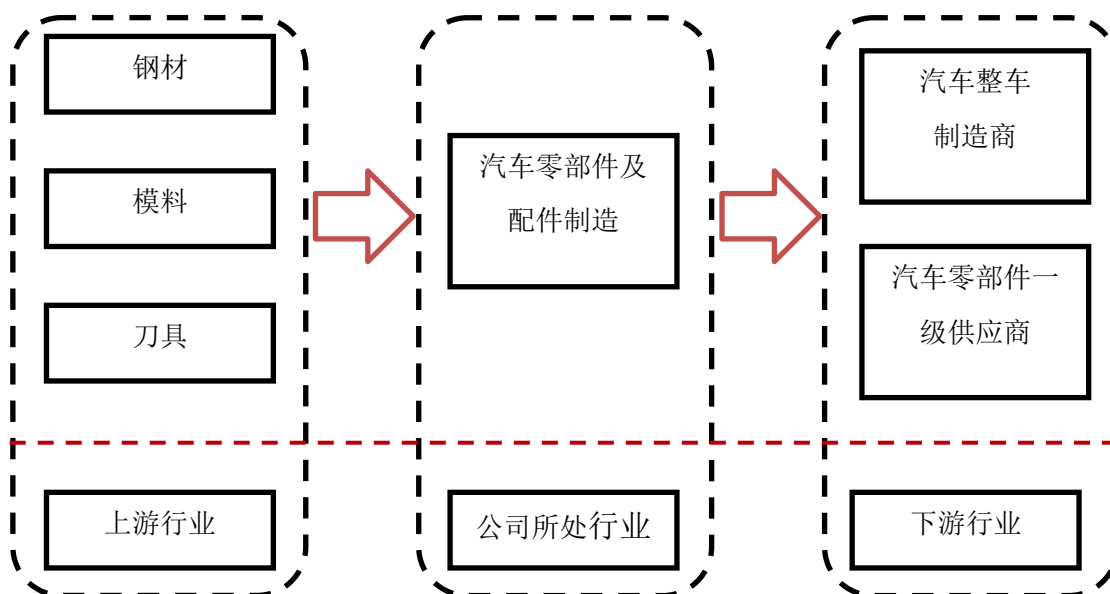 钢材
模料
刀具
上游行业
汽车零部件及
配件制造
公司所处行业
汽车整车
制造商
汽车零部件一
级供应商
下游行业